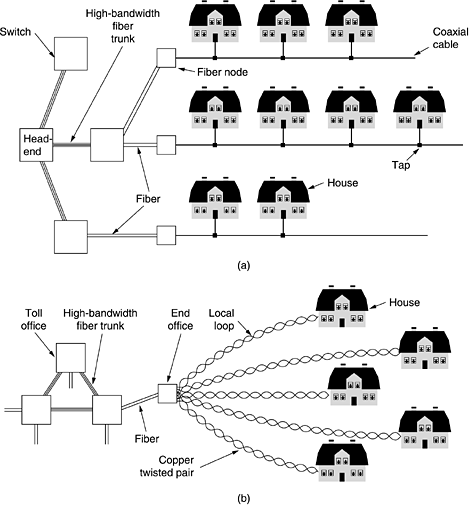 Switch
High-bandwidth
fiber
trunk
Coaxial
cable
Fiber node
Head-
end
Tap
Fiber
House
(a)
Toll
office
High-bandwidth
fiber trunk
End
office
Local
loop
House
Fiber
Copper
twisted pair
(b)